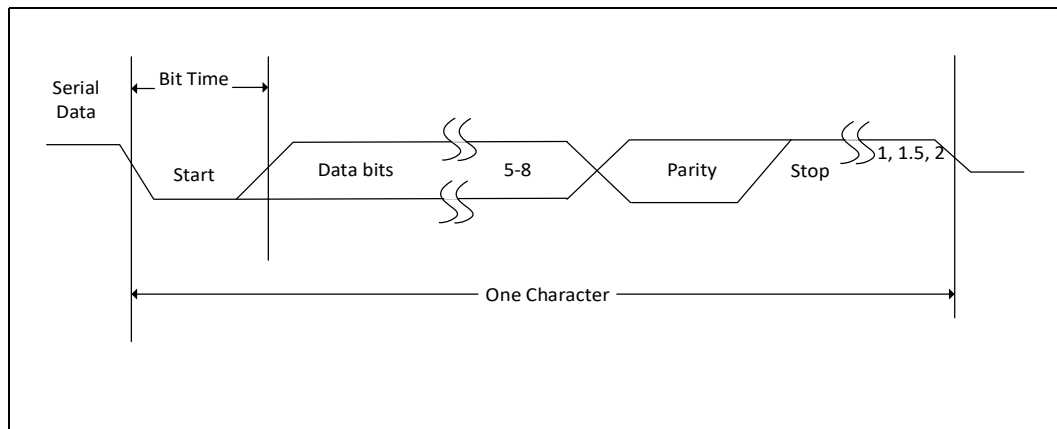 Serial
Data
Bit Time
Start
Data bits
5-8
Parity
Stop
1, 1.5, 2
One Character